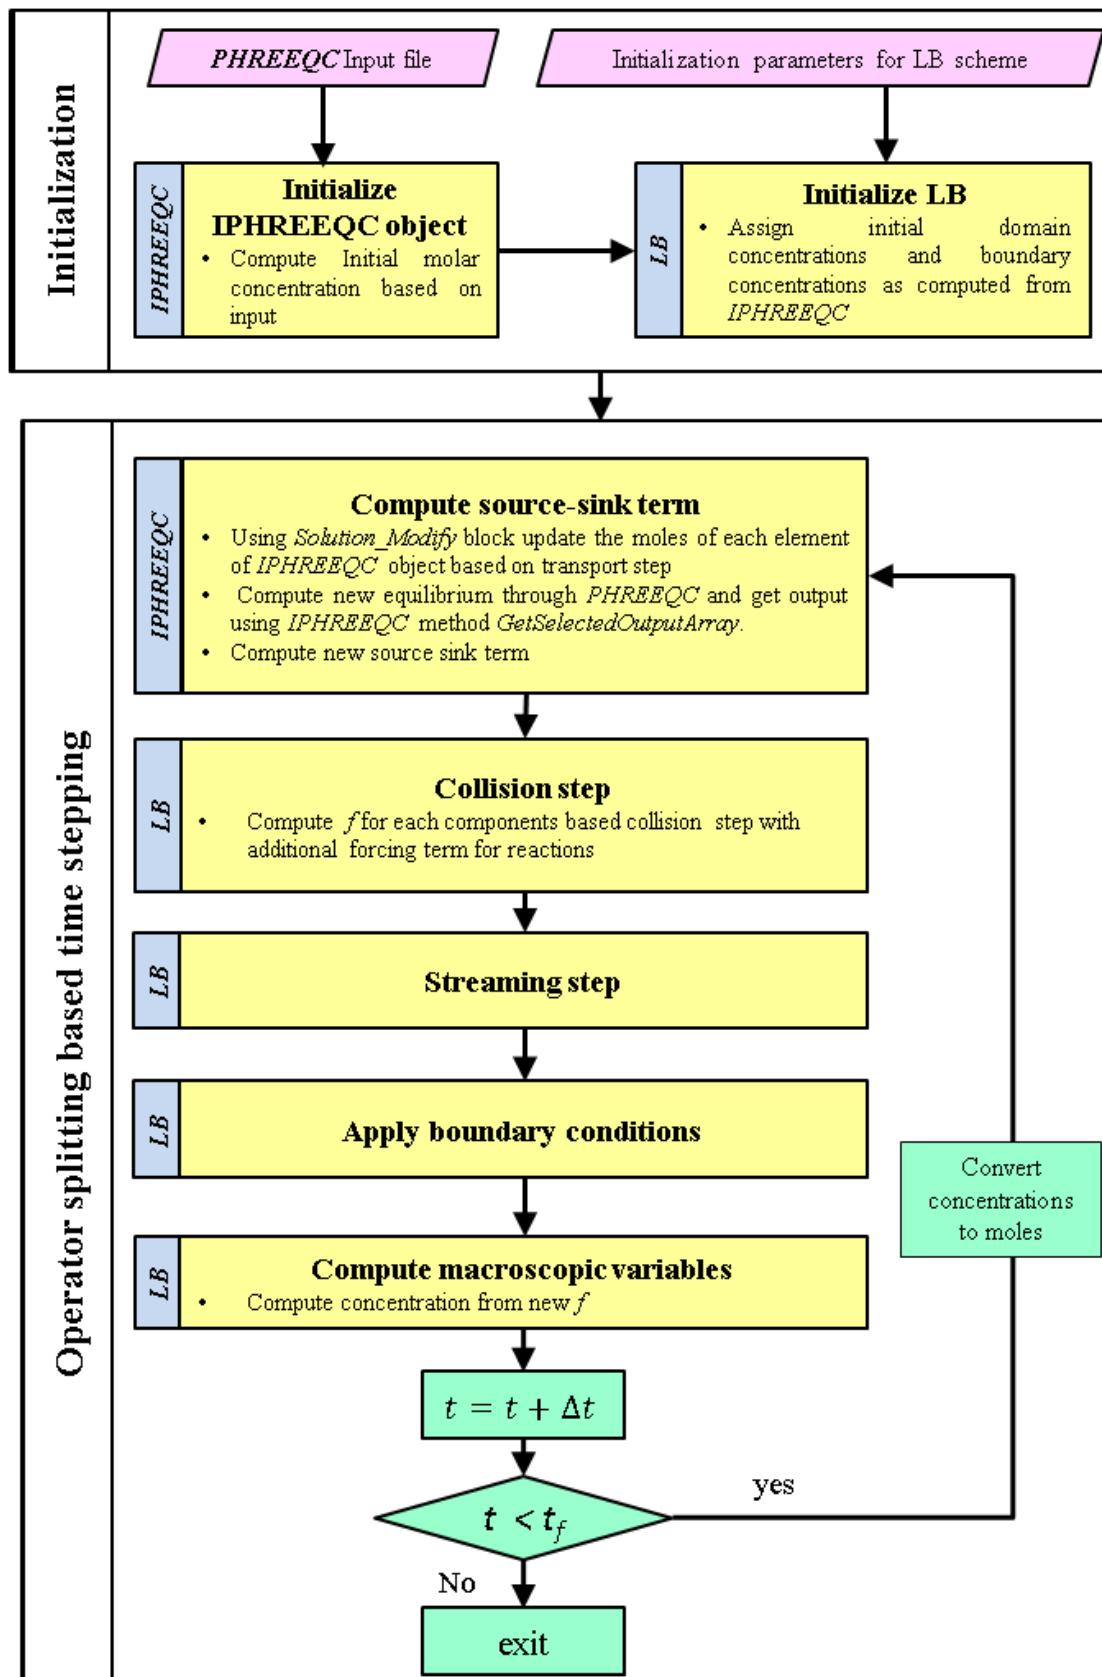 Initialization
PHREEQC Input file
Initialization parameters for LB scheme
IPHREEQC
Initialize
IPHREEQC object
• Compute Initial molar
concentration based on
input
LB
Initialize LB
• Assign initial domain
concentrations and boundary
concentrations as computed from
IPHREEQC
Operator splitting based time stepping
IPHREEQC
Compute source-sink term
• Using Solution_Modify block update the moles of each element
of IPHREEQC object based on transport step
• Compute new equilibrium through PHREEQC and get output
using IPHREEQC method GetSelectedOutputArray.
• Compute new source sink term
LB
Collision step
• Compute f for each components based collision step with
additional forcing term for reactions
LB
Streaming step
LB
Apply boundary conditions
Convert
concentrations
to moles
LB
Compute macroscopic variables
• Compute concentration from new f
t = t + Δt
t < t_f
yes
No
exit